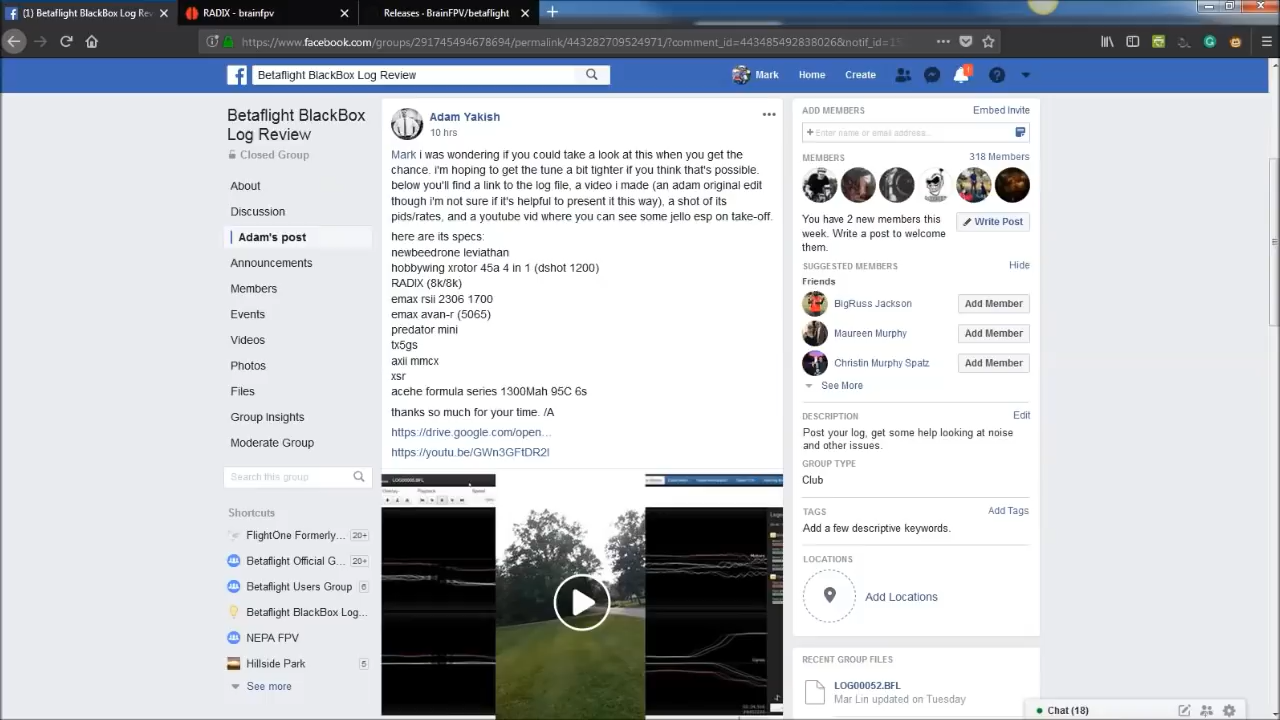 (1) Betaflight BlackBox Log Re
RADIX - brainfpv
Releases - BrainFPV/betaflight
https://www.facebook.com/groups/291745494678694/permalink/443282709524971/?comment_id=443485492838026&notif_id=15
Betaflight BlackBox Log Review
Mark
Home
Create
1
Betaflight BlackBox
Log Review
Closed Group
About
Discussion
Adam's post
Announcements
Members
Events
Videos
Photos
Files
Group Insights
Moderate Group
Search this group
Shortcuts
FlightOne Formerly... 20+
Betaflight Official G... 20+
Betaflight Users Group 6
Betaflight BlackBox Log...
NEPA FPV
Hillside Park 5
See more
Adam Yakish
10 hrs
Mark i was wondering if you could take a look at this when you get the
chance. i'm hoping to get the tune a bit tighter if you think that's possible.
below you'll find a link to the log file, a video i made (an adam original edit
though i'm not sure if it's helpful to present it this way), a shot of its
pids/rates, and a youtube vid where you can see some jello esp on take-off.
here are its specs:
newbeedrone leviathan
hobbywing xrotor 45a 4 in 1 (dshot 1200)
RADIX (8k/8k)
emax rsii 2306 1700
emax avan-r (5065)
predator mini
tx5gs
axii mmcx
xsr
acehe formula series 1300Mah 95C 6s
thanks so much for your time. /A
https://drive.google.com/open...
https://youtu.be/GWn3GFtDR2I
LOG00005.BFL
ADD MEMBERS
Embed Invite
Enter name or email address...
MEMBERS
318 Members
You have 2 new members this
week. Write a post to welcome
them.
Write Post
SUGGESTED MEMBERS
Hide
Friends
BigRuss Jackson
Add Member
Maureen Murphy
Add Member
Christin Murphy Spatz
Add Member
See More
DESCRIPTION
Edit
Post your log, get some help looking at noise
and other issues.
GROUP TYPE
Club
TAGS
Add Tags
Add a few descriptive keywords.
LOCATIONS
Add Locations
RECENT GROUP FILES
LOG00052.BFL
Mar Lin updated on Tuesday
Chat (18)